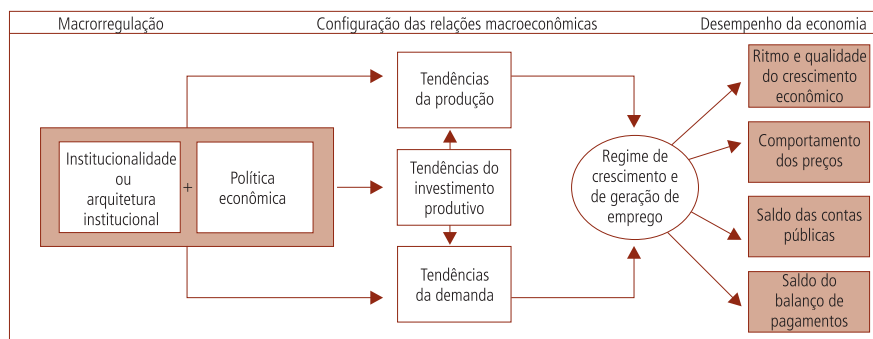 Macrorregulação
Configuração das relações macroeconômicas
Desempenho da economia
Institucionalidade
ou
arquitetura
institucional
+
Política
econômica
Tendências
da produção
Tendências do
investimento
produtivo
Tendências
da demanda
Regime de
crescimento e
de geração de
emprego
Ritmo e qualidade
do crescimento
econômico
Comportamento
dos preços
Saldo das contas
públicas
Saldo do
balanço de
pagamentos